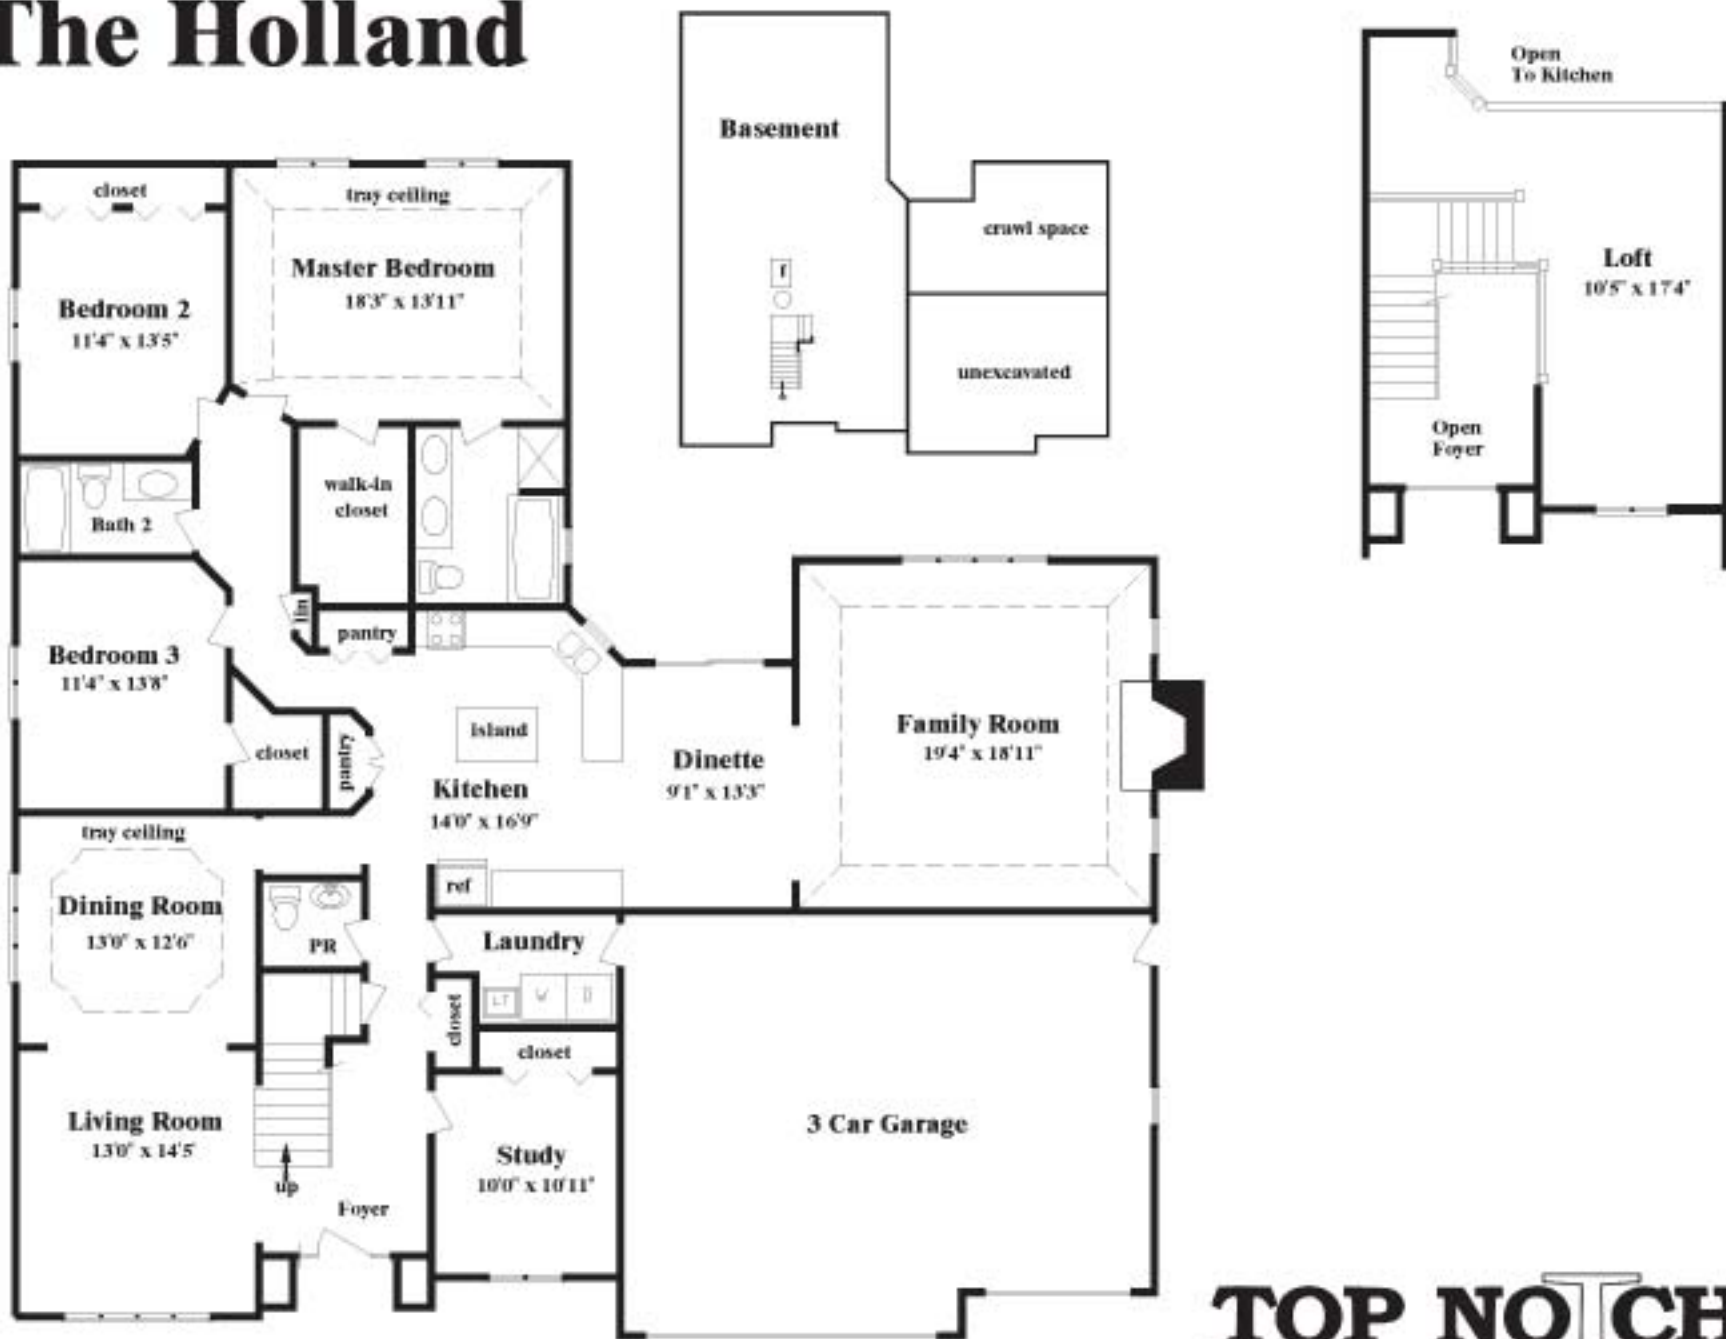 The Holland
Basement
crawl space
f
unexcavated
Open
To Kitchen
Loft
10'5" x 17'4"
Open
Foyer
closet
tray ceiling
Master Bedroom
18'3" x 13'11"
Bedroom 2
11'4" x 13'5"
walk-in
closet
Bath 2
lin
pantry
Bedroom 3
11'4" x 13'8"
closet
pantry
Island
Kitchen
14'0" x 16'9"
Dinette
9'1" x 13'3"
Family Room
19'4" x 18'11"
tray ceiling
Dining Room
13'0" x 12'6"
ref
PR
Laundry
LT
W
D
closet
closet
Living Room
13'0" x 14'5'
up
Foyer
Study
10'0" x 10'11"
3 Car Garage
TOP NOTCH